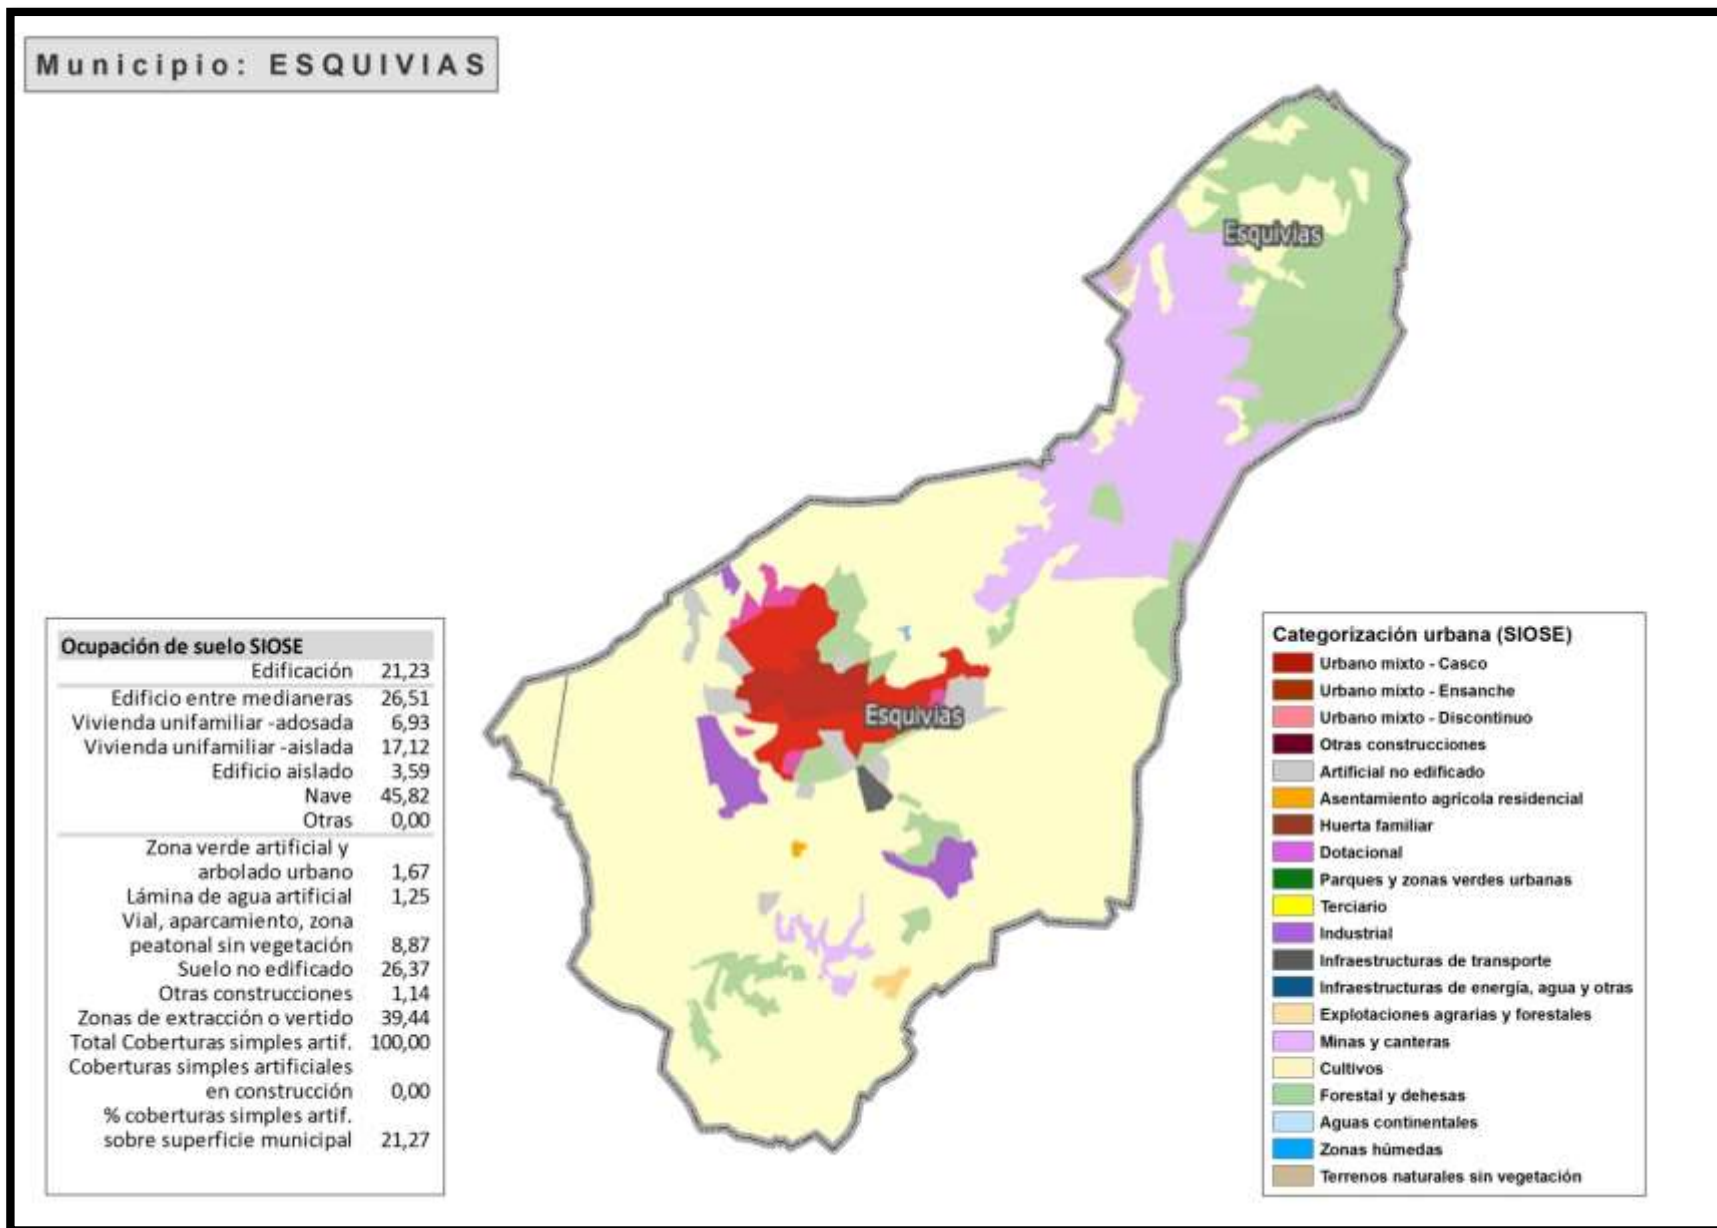 Municipio: ESQUIVIAS
Esquivias
Esquivias
Ocupación de suelo SIOSE
Edificación 21,23
Edificio entre medianeras 26,51
Vivienda unifamiliar -adosada 6,93
Vivienda unifamiliar -aislada 17,12
Edificio aislado 3,59
Nave 45,82
Otras 0,00
Zona verde artificial y
arbolado urbano 1,67
Lámina de agua artificial 1,25
Vial, aparcamiento, zona
peatonal sin vegetación 8,87
Suelo no edificado 26,37
Otras construcciones 1,14
Zonas de extracción o vertido 39,44
Total Coberturas simples artif. 100,00
Coberturas simples artificiales
en construcción 0,00
% coberturas simples artif.
sobre superficie municipal 21,27
Categorización urbana (SIOSE)
Urbano mixto - Casco
Urbano mixto - Ensanche
Urbano mixto - Discontinuo
Otras construcciones
Artificial no edificado
Asentamiento agrícola residencial
Huerta familiar
Dotacional
Parques y zonas verdes urbanas
Terciario
Industrial
Infraestructuras de transporte
Infraestructuras de energía, agua y otras
Explotaciones agrarias y forestales
Minas y canteras
Cultivos
Forestal y dehesas
Aguas continentales
Zonas húmedas
Terrenos naturales sin vegetación